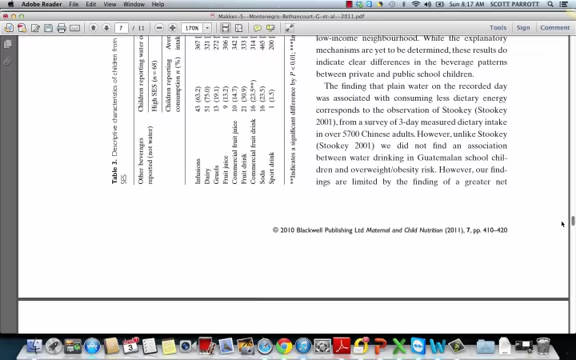 Adobe Reader File Edit View Window Help
Sun 8:17 AM SCOTT PARROTT
Makkes-S.-Montenegro-Bethancourt-G-et-al.-2011.pdf
7 / 11
170%
Tools Sign Comment
low-income neighbourhood. While the explanatory
mechanisms are yet to be determined, these results do
indicate clear differences in the beverage patterns
between private and public school children.
The finding that plain water on the recorded day
was associated with consuming less dietary energy
corresponds to the observation of Stookey (Stookey
2001), from a survey of 3-day measured dietary intake
in over 5700 Chinese adults. However, unlike Stookey
(Stookey 2001) we did not find an association
between water drinking in Guatemalan school chil-
dren and overweight/obesity risk. However, our find-
ings are limited by the finding of a greater net
Table 3. Descriptive characteristics of children from
SES
Other beverages
reported (not water)
Children reporting water o
High SES (n = 68)
Children reporting
consumption n (%)
Infusions 43 (63.2) 367
Dairy 51 (75.0) 321
Gruels 13 (19.1) 272
Fruit juice 9 (13.2) 306
Commercial fruit juice 10 (14.7) 342
Fruit drink 21 (30.9) 333
Commercial fruit drink 16 (23.5**) 314
Soda 16 (23.5) 465
Sport drink 1 (1.5) 200
**Indicates a significant difference by P < 0.01; ***In
© 2010 Blackwell Publishing Ltd Maternal and Child Nutrition (2011), 7, pp. 410–420